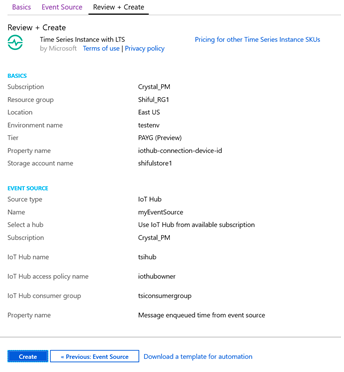 Basics Event Source Review + Create
Review + Create
Time Series Instance with LTS Pricing for other Time Series Instance SKUs
by Microsoft Terms of use | Privacy policy
BASICS
Subscription Crystal_PM
Resource group Shiful_RG1
Location East US
Environment name testenv
Tier PAYG (Preview)
Property name iothub-connection-device-id
Storage account name shifulstore1
EVENT SOURCE
Source type IoT Hub
Name myEventSource
Select a hub Use IoT Hub from available subscription
Subscription Crystal_PM
IoT Hub name tsihub
IoT Hub access policy name iothubowner
IoT Hub consumer group tsiconsumergroup
Property name Message enqueued time from event source
Create « Previous: Event Source Download a template for automation